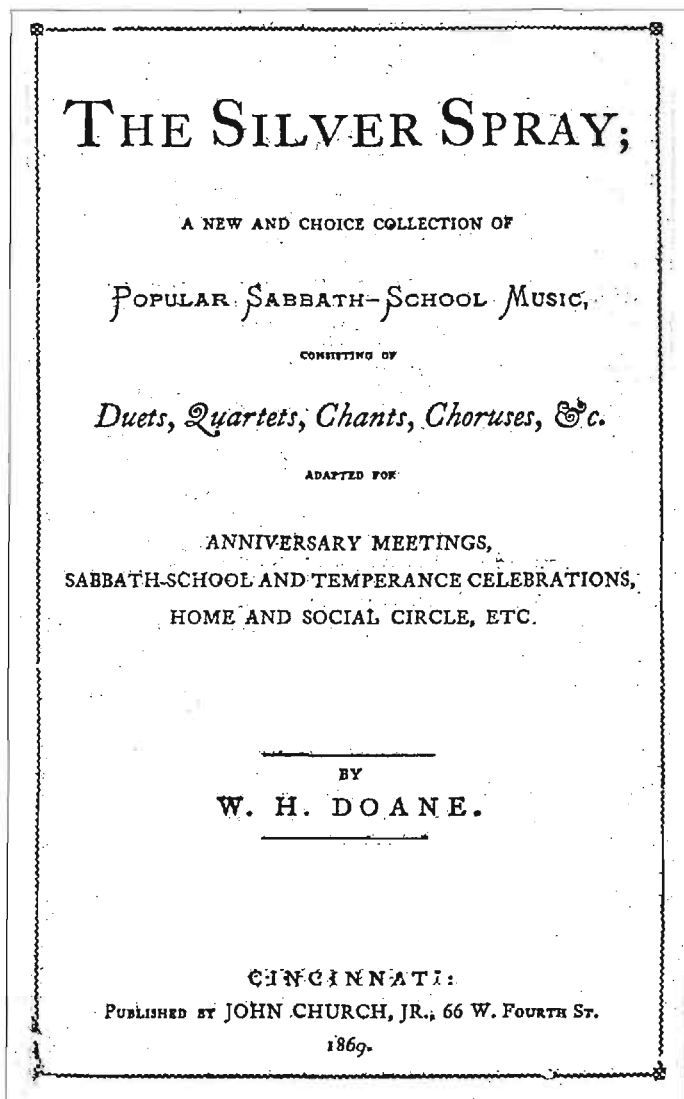 THE SILVER SPRAY;
A NEW AND CHOICE COLLECTION OF
POPULAR SABBATH-SCHOOL MUSIC,
CONSISTING OF
Duets, Quartets, Chants, Choruses, &c.
ADAPTED FOR
ANNIVERSARY MEETINGS,
SABBATH-SCHOOL AND TEMPERANCE CELEBRATIONS,
HOME AND SOCIAL CIRCLE, ETC.
BY
W. H. DOANE.
CINCINNATI:
PUBLISHED BY JOHN CHURCH, JR., 66 W. FOURTH ST.
1869.